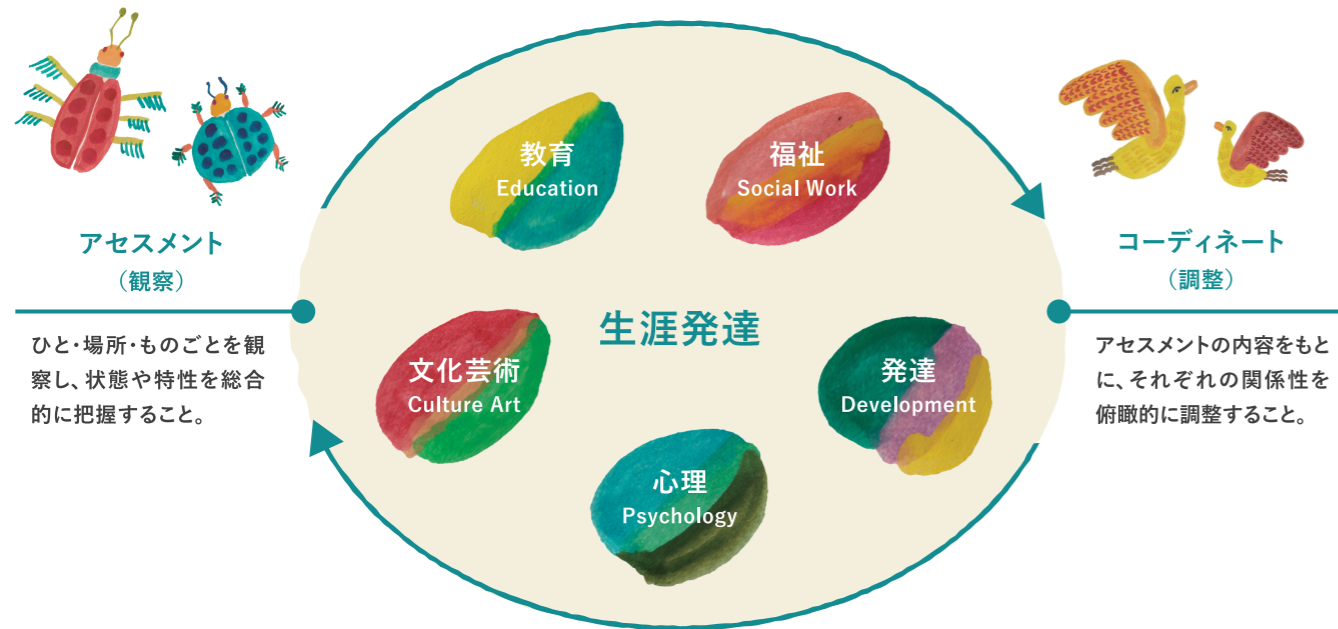 アセスメント
（観察）
ひと・場所・ものごとを観
察し、状態や特性を総合
的に把握すること。
教育
Education
福祉
Social Work
生涯発達
文化芸術
Culture Art
発達
Development
心理
Psychology
コーディネート
（調整）
アセスメントの内容をもと
に、それぞれの関係性を
俯瞰的に調整すること。